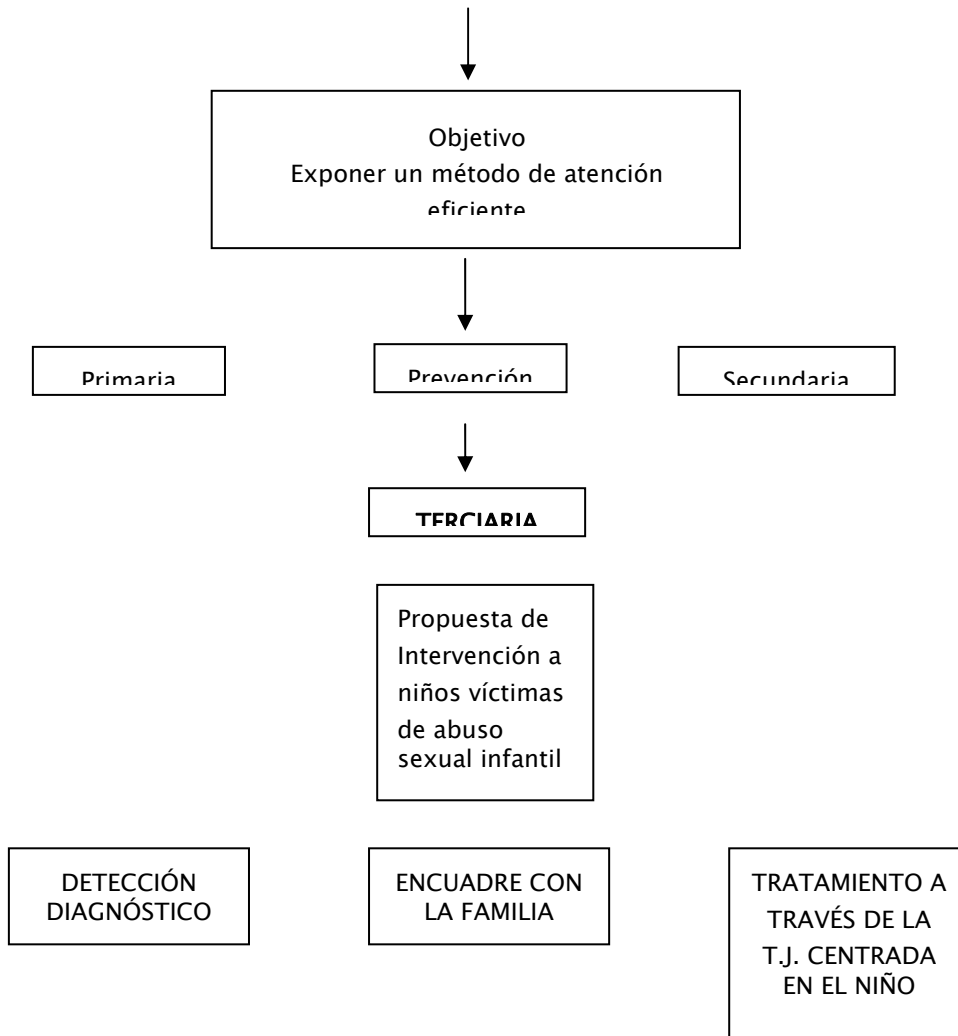 Objetivo
Exponer un método de atención
eficiente
Primaria
Prevención
Secundaria
TERCIARIA
Propuesta de
Intervención a
niños víctimas
de abuso
sexual infantil
DETECCIÓN
DIAGNÓSTICO
ENCUADRE CON
LA FAMILIA
TRATAMIENTO A
TRAVÉS DE LA
T.J. CENTRADA
EN EL NIÑO